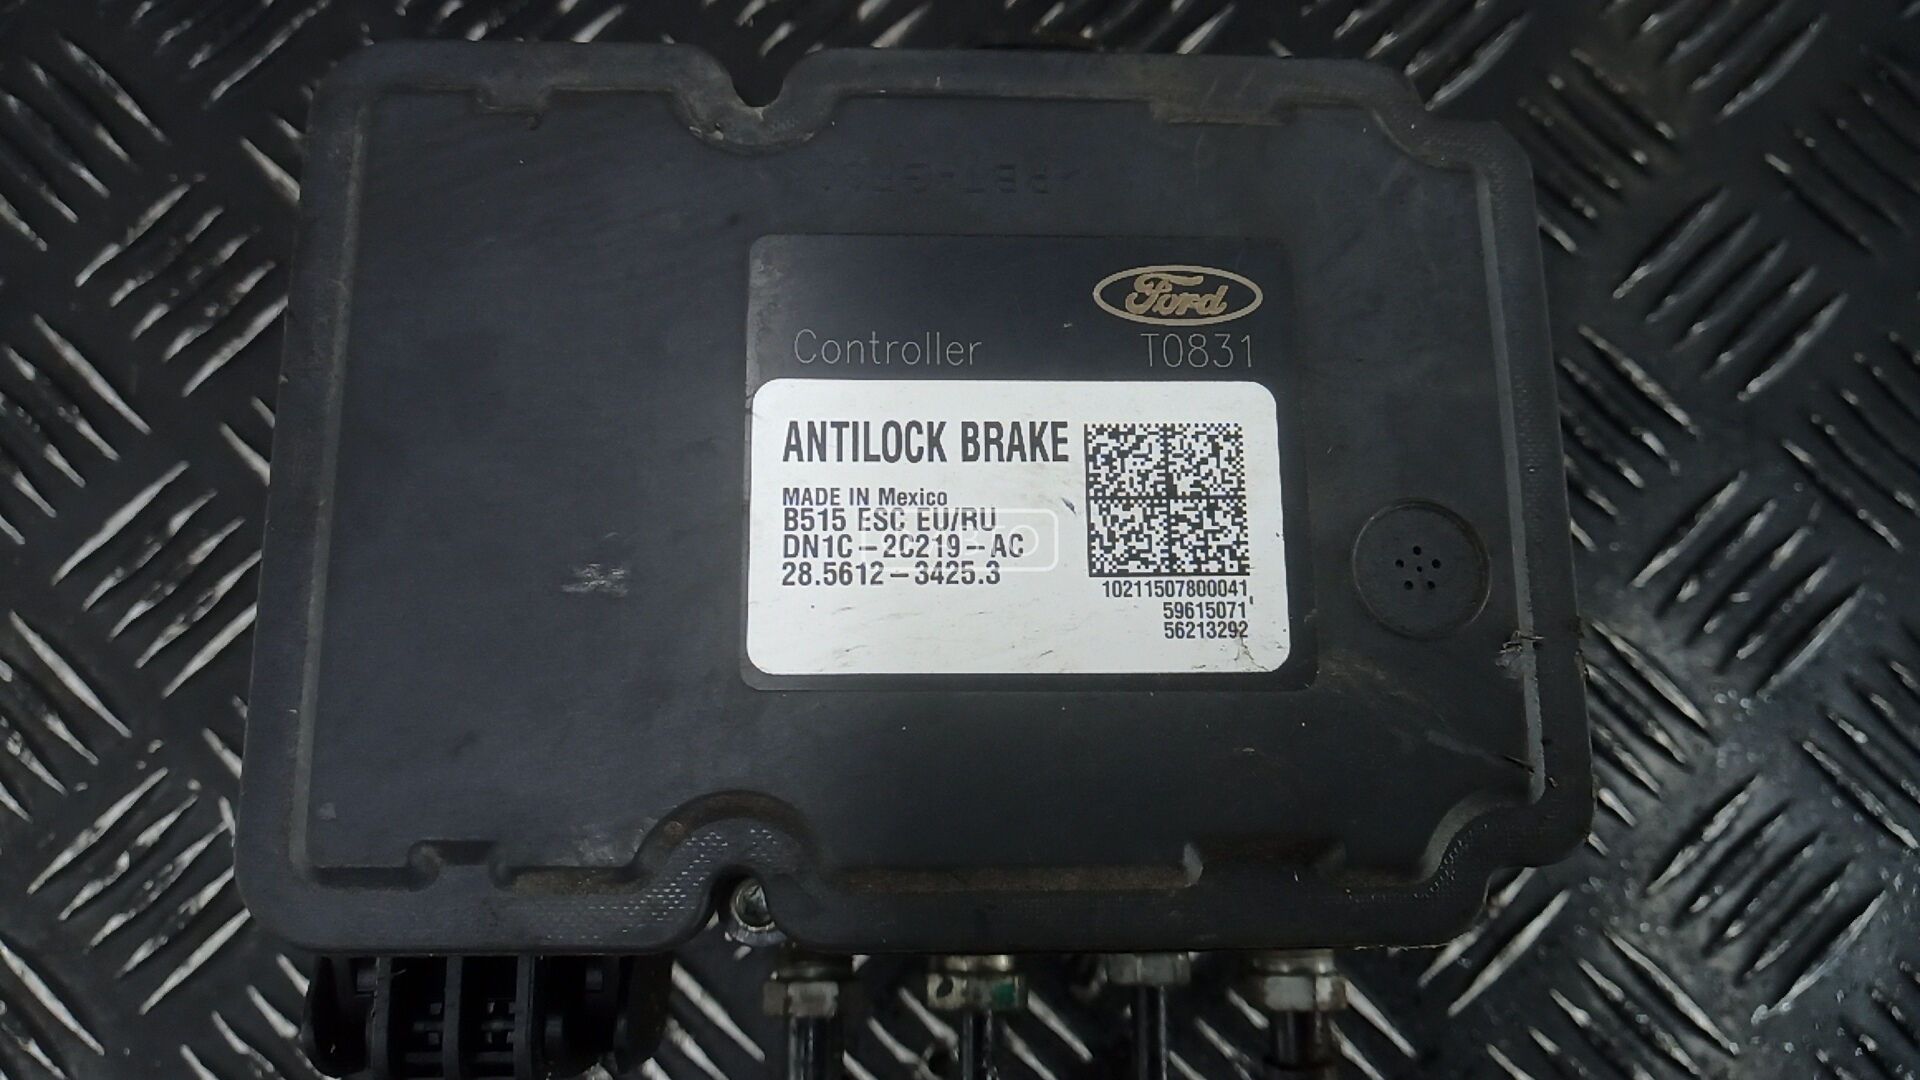 Ford
Controller T0831
ANTILOCK BRAKE
MADE IN Mexico
B515 ESC EU/RU
DN1C-2C219-AC
28.5612-3425.3
10211507800041
59615071
56213292